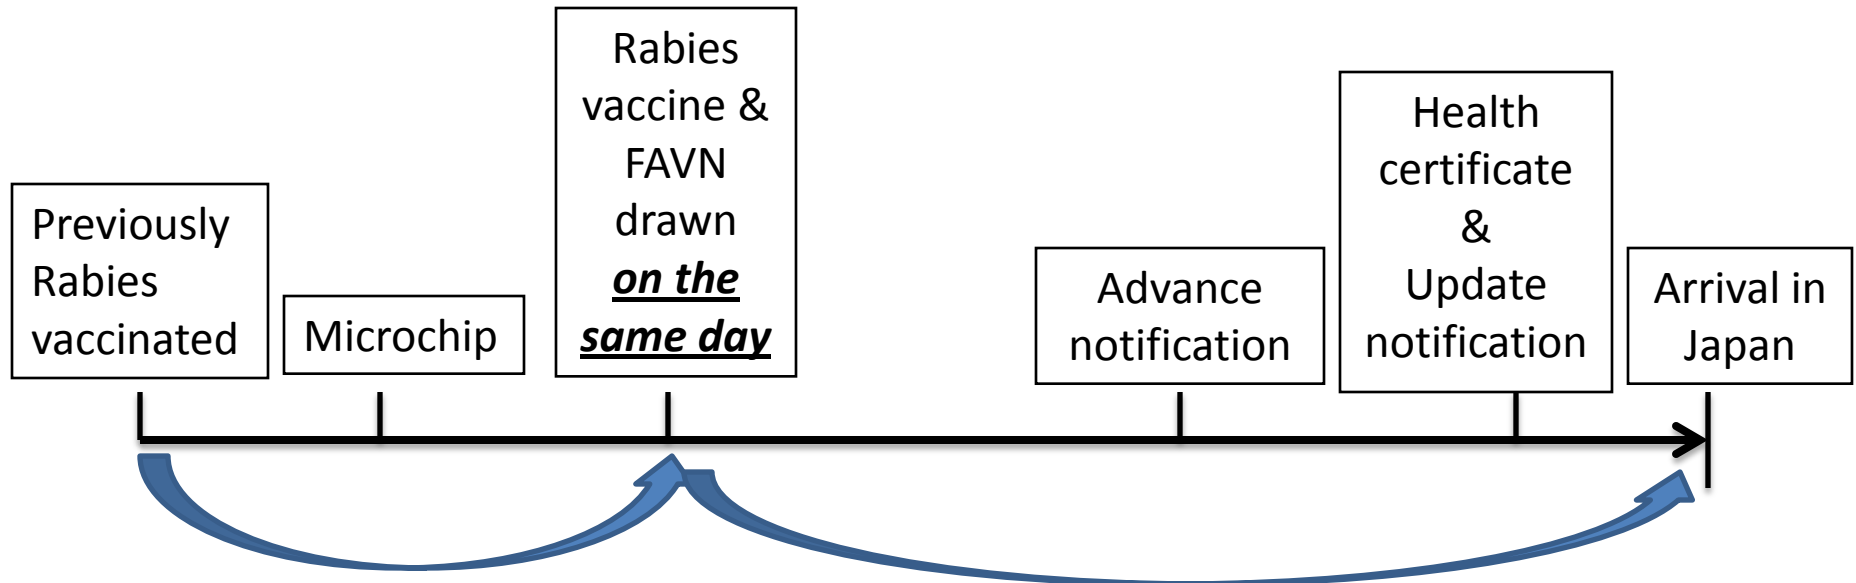 Previously
Rabies
vaccinated
Microchip
Rabies
vaccine &
FAVN
drawn
on the
same day
Advance
notification
Health
certificate
&
Update
notification
Arrival in
Japan